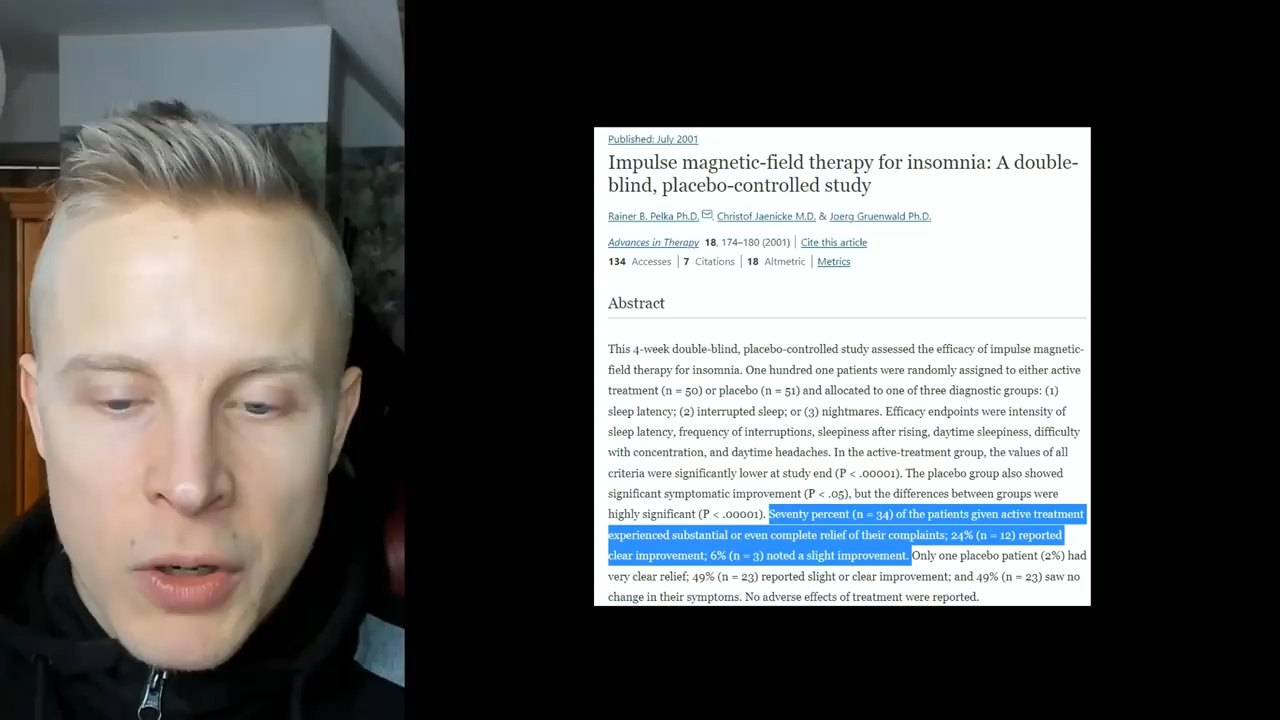 Published: July 2001
Impulse magnetic-field therapy for insomnia: A double-
blind, placebo-controlled study
Rainer B. Pelka Ph.D. , Christof Jaenicke M.D. & Joerg Gruenwald Ph.D.
Advances in Therapy 18, 174–180 (2001) | Cite this article
134 Accesses | 7 Citations | 18 Altmetric | Metrics
Abstract
This 4-week double-blind, placebo-controlled study assessed the efficacy of impulse magnetic-
field therapy for insomnia. One hundred one patients were randomly assigned to either active
treatment (n = 50) or placebo (n = 51) and allocated to one of three diagnostic groups: (1)
sleep latency; (2) interrupted sleep; or (3) nightmares. Efficacy endpoints were intensity of
sleep latency, frequency of interruptions, sleepiness after rising, daytime sleepiness, difficulty
with concentration, and daytime headaches. In the active-treatment group, the values of all
criteria were significantly lower at study end (P < .00001). The placebo group also showed
significant symptomatic improvement (P < .05), but the differences between groups were
highly significant (P < .00001). Seventy percent (n = 34) of the patients given active treatment
experienced substantial or even complete relief of their complaints; 24% (n = 12) reported
clear improvement; 6% (n = 3) noted a slight improvement. Only one placebo patient (2%) had
very clear relief; 49% (n = 23) reported slight or clear improvement; and 49% (n = 23) saw no
change in their symptoms. No adverse effects of treatment were reported.